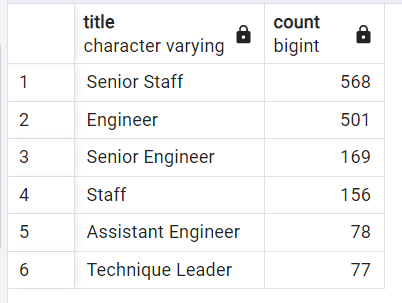 title count
character varying bigint
1 Senior Staff 568
2 Engineer 501
3 Senior Engineer 169
4 Staff 156
5 Assistant Engineer 78
6 Technique Leader 77